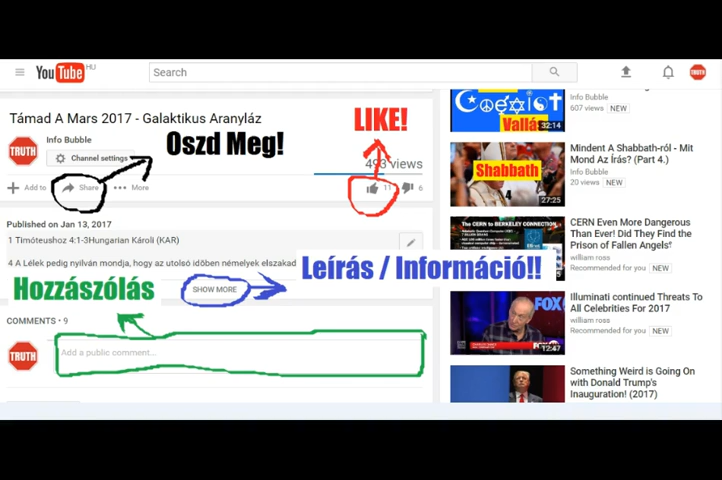 YouTube HU
Search
Támad A Mars 2017 - Galaktikus Aranyláz
LIKE!
TRUTH
Info Bubble
Channel settings
Oszd Meg!
493 views
Add to
Share
More
11
6
Published on Jan 13, 2017
1 Timóteushoz 4:1-3Hungarian Károli (KAR)
4 A Lélek pedig nyilván mondja, hogy az utolsó időben némelyek elszakad
Leírás / Információ!!
Hozzászólás
SHOW MORE
COMMENTS • 9
TRUTH
Add a public comment...
TRUTH
Coexist
Vallás
32:14
Info Bubble
607 views NEW
Shabbath
4
27:25
Mindent A Shabbath-ról - Mit
Mond Az Írás? (Part 4.)
Info Bubble
20 views NEW
The CERN to BERKELEY CONNECTION
CERN Even More Dangerous
Than Ever! Did They Find the
Prison of Fallen Angels"
william ross
Recommended for you NEW
FOX
12:47
Illuminati continued Threats To
All Celebrities For 2017
william ross
Recommended for you NEW
Something Weird is Going On
with Donald Trump's
Inauguration! (2017)